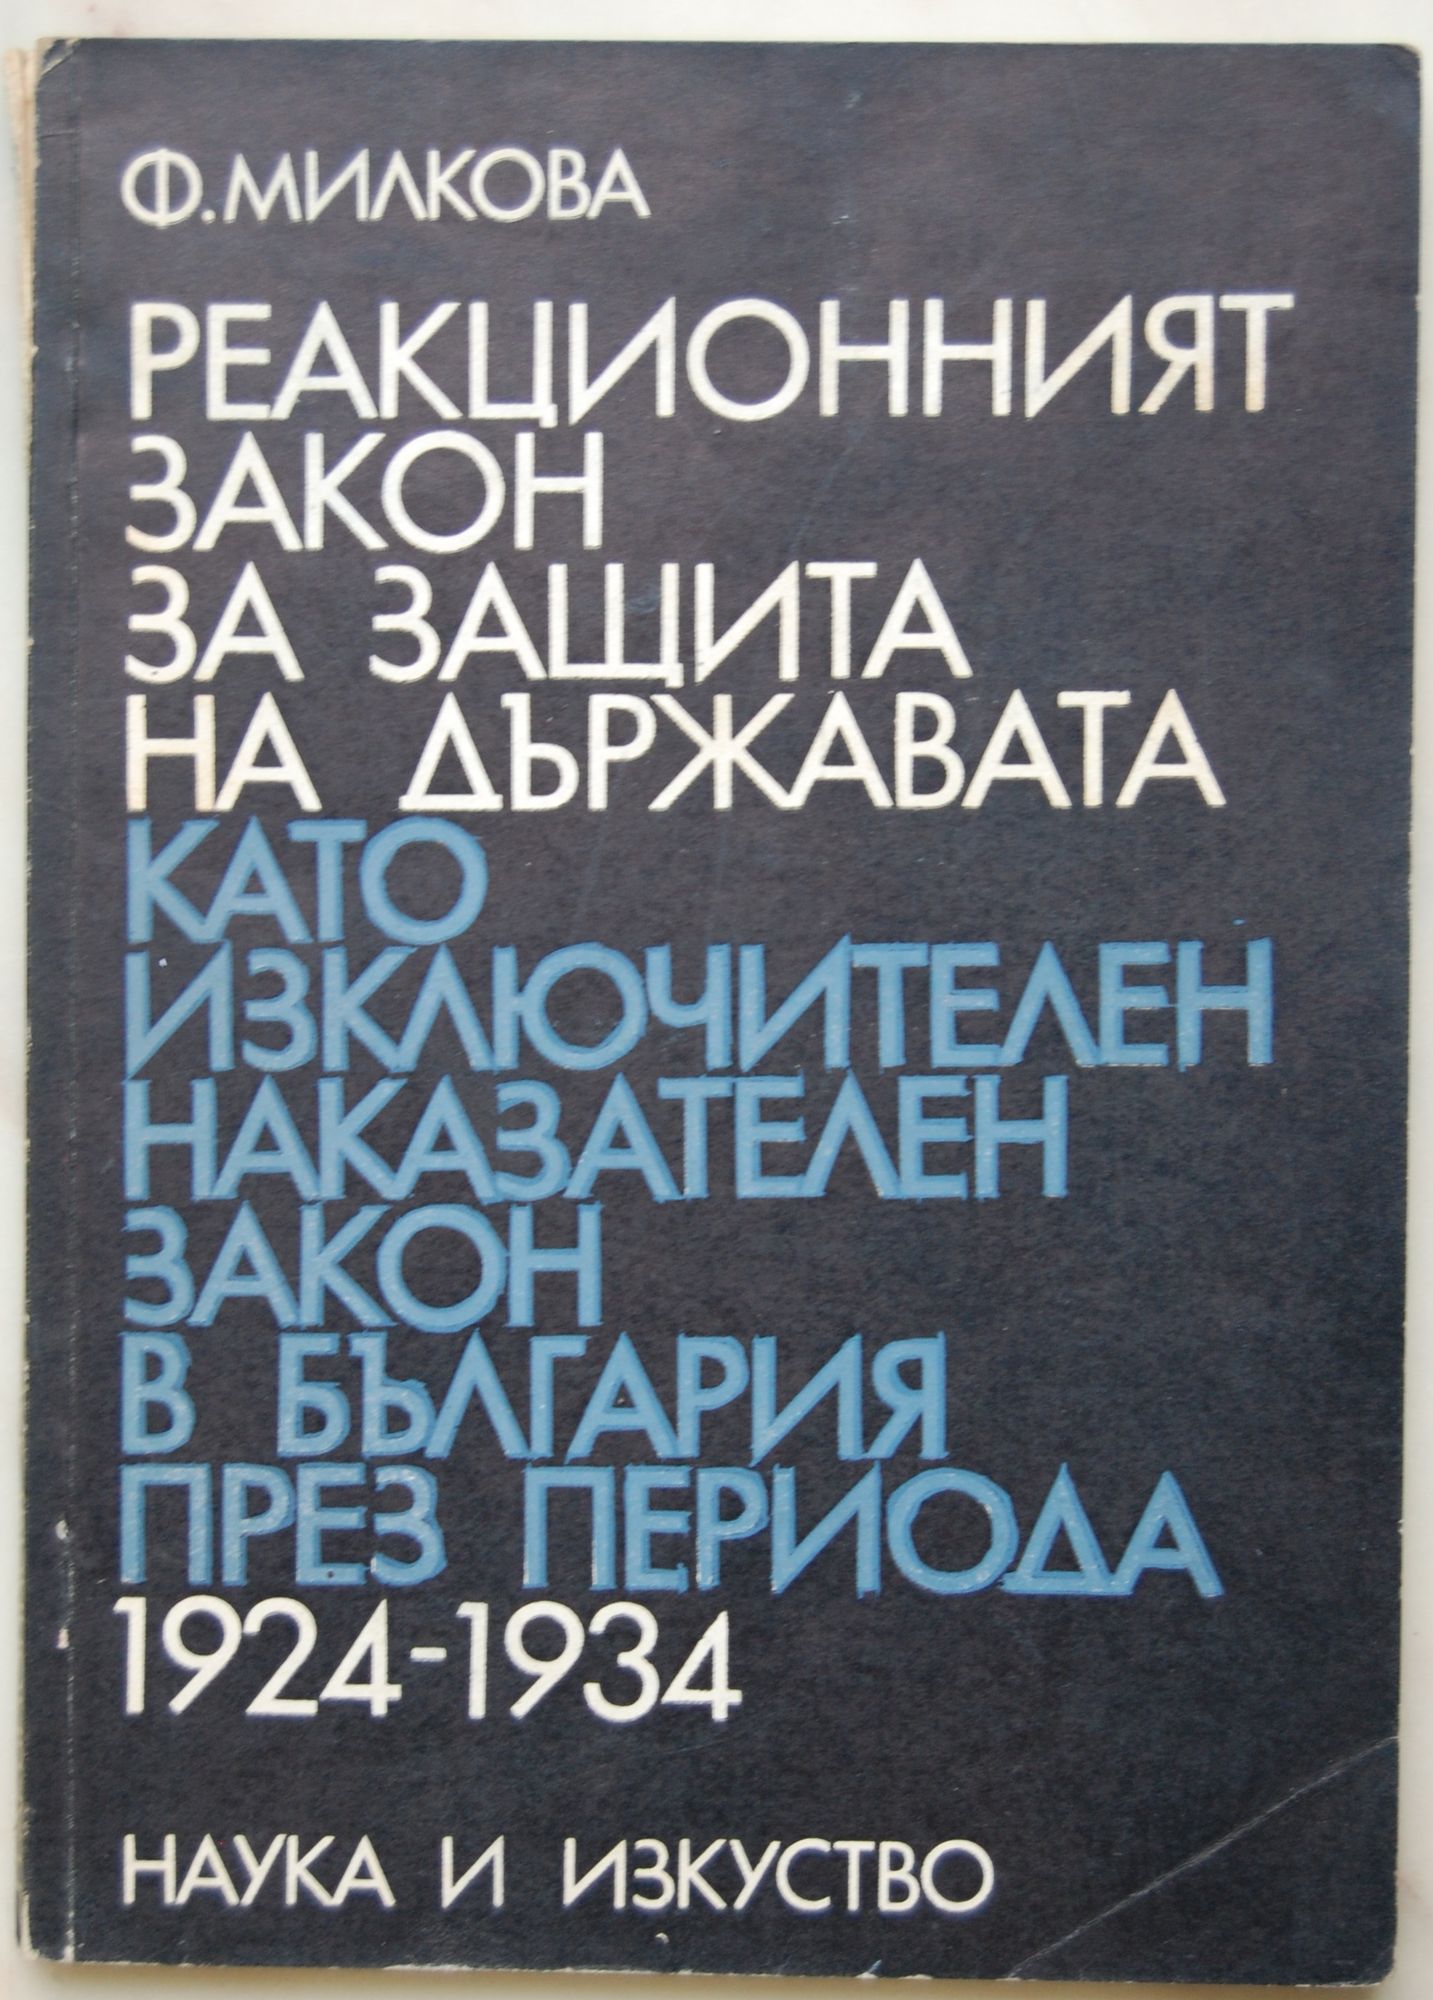 Ф. МИЛКОВА
РЕАКЦИОННИЯТ
ЗАКОН
ЗА ЗАЩИТА
НА ДЪРЖАВАТА
КАТО
ИЗКЛЮЧИТЕЛЕН
НАКАЗАТЕЛЕН
ЗАКОН
В БЪЛГАРИЯ
ПРЕЗ ПЕРИОДА
1924-1934
НАУКА И ИЗКУСТВО